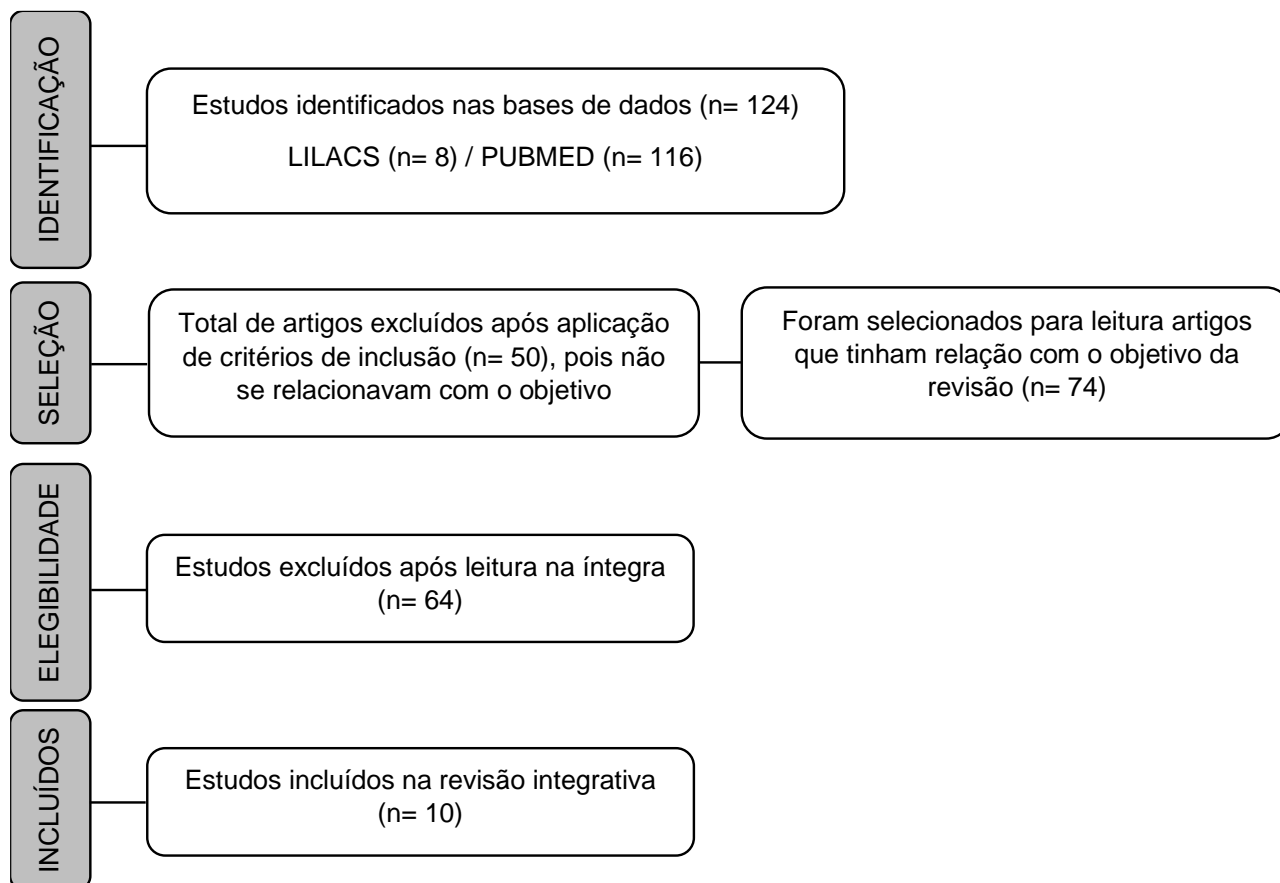 IDENTIFICAÇÃO
Estudos identificados nas bases de dados (n= 124)
LILACS (n= 8) / PUBMED (n= 116)
SELEÇÃO
Total de artigos excluídos após aplicação
de critérios de inclusão (n= 50), pois não
se relacionavam com o objetivo
Foram selecionados para leitura artigos
que tinham relação com o objetivo da
revisão (n= 74)
ELEGIBILIDADE
Estudos excluídos após leitura na íntegra
(n= 64)
INCLUÍDOS
Estudos incluídos na revisão integrativa
(n= 10)